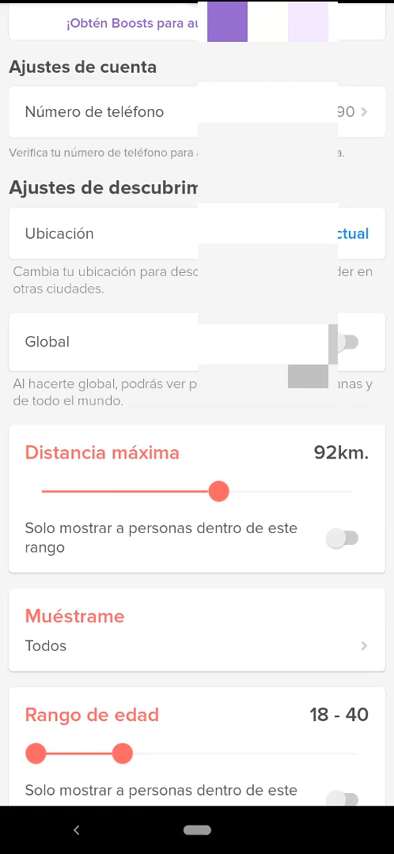 ¡Obtén Boosts para
Ajustes de cuenta
Número de teléfono 90
Verifica tu número de teléfono para a.
Ajustes de
Ubicación ctual
Cambia tu ubicación para der en
otras ciudades.
Global
Al hacerte global, podrás ver nas y
de todo el mundo.
Distancia máxima 92km.
Solo mostrar a personas dentro de este
rango
Muéstrame
Todos
Rango de edad 18 - 40
Solo mostrar a personas dentro de este